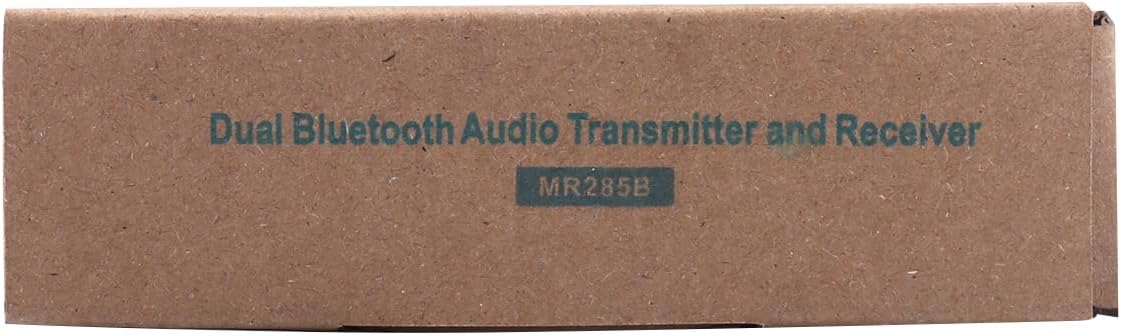 Dual Bluetooth Audio Transmitter and Receiver
MR285B